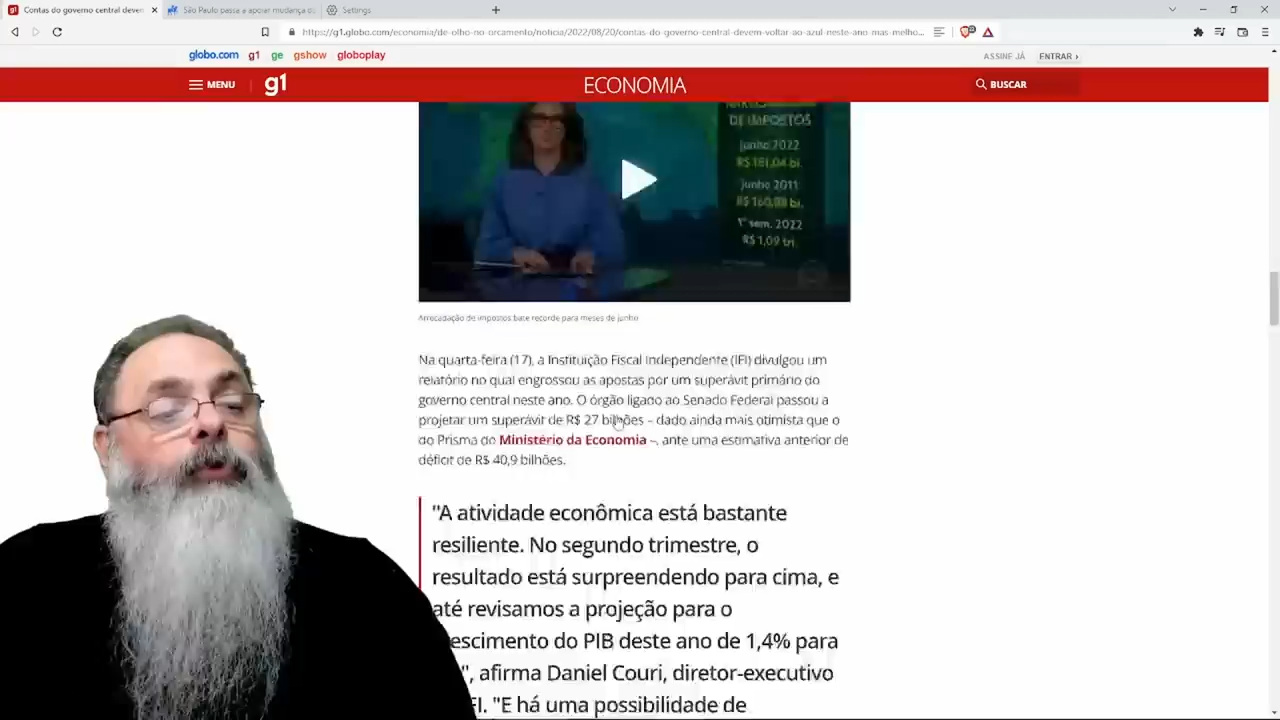 Contas do governo central deven
São Paulo passa a apoiar mudança do
Settings
https://g1.globo.com/economia/de-olho-no-orcamento/noticia/2022/08/20/contas-do-governo-central-devem-voltar-ao-azul-neste-ano-mas-melho...
globo.com g1 ge gshow globoplay
ASSINE JÁ ENTRAR ›
MENU g1 ECONOMIA BUSCAR
DE IMPOSTOS
junho 2022
R$ 181,04 bi.
junho 2011
R$ 160,88 bi.
1º sem. 2022
R$ 1,09 tri.
Arrecadação de impostos bate recorde para meses de junho
Na quarta-feira (17), a Instituição Fiscal Independente (IFI) divulgou um
relatório no qual engrossou as apostas por um superávit primário do
governo central neste ano. O órgão ligado ao Senado Federal passou a
projetar um superávit de R$ 27 bilhões – dado ainda mais otimista que o
do Prisma do Ministério da Economia –, ante uma estimativa anterior de
déficit de R$ 40,9 bilhões.
"A atividade econômica está bastante
resiliente. No segundo trimestre, o
resultado está surpreendendo para cima, e
até revisamos a projeção para o
crescimento do PIB deste ano de 1,4% para
", afirma Daniel Couri, diretor-executivo
FI. "E há uma possibilidade de